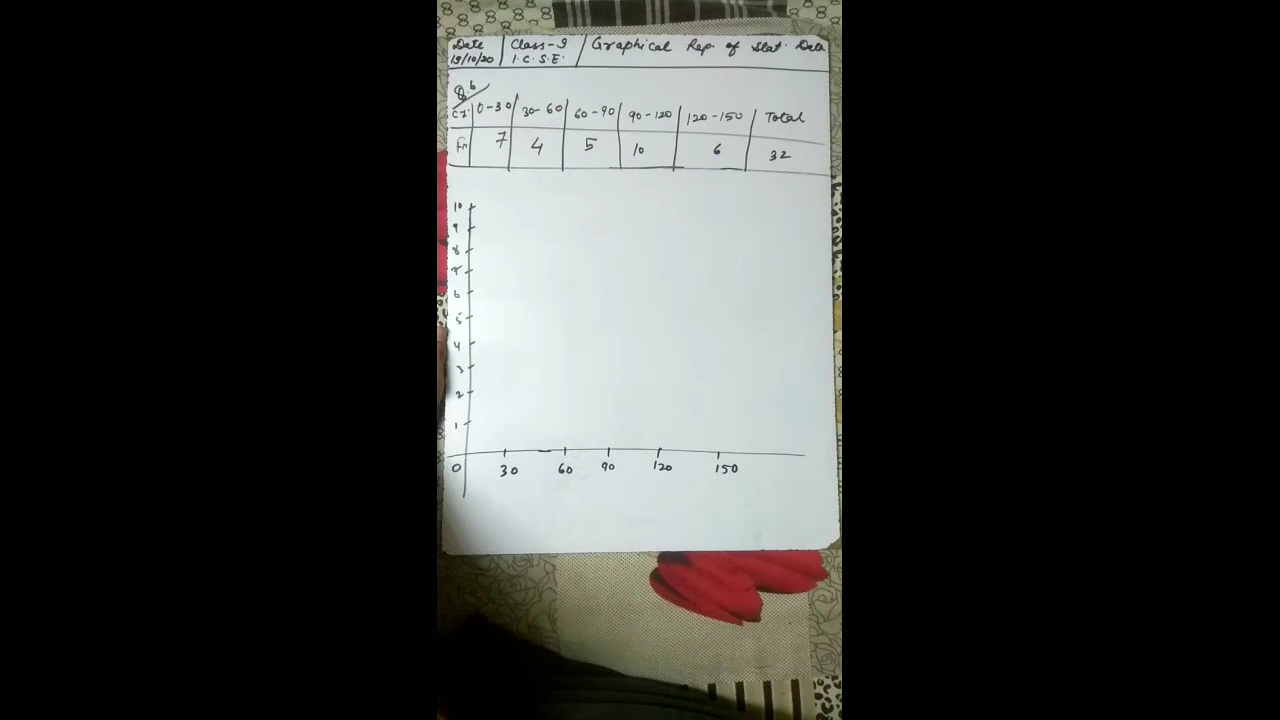 Date | Class-9 | Graphical Rep. of Stat. Data
19/10/20 | I.C.S.E.
Q.6
C.I. | 0-30 | 30-60 | 60-90 | 90-120 | 120-150 | Total
Fr | 7 | 4 | 5 | 10 | 6 | 32
10
9
8
7
6
5
4
3
2
1
0 30 60 90 120 150